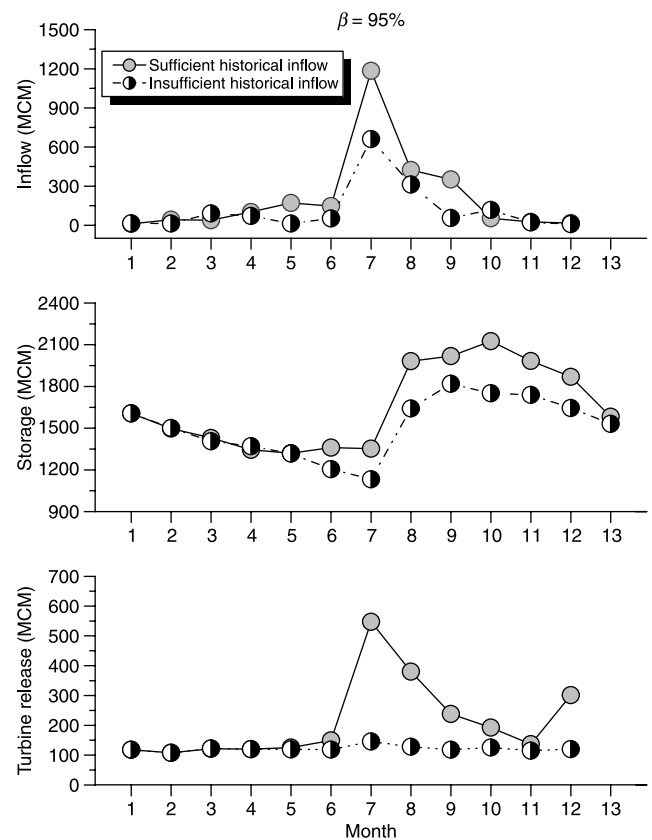 β = 95%
1500
1200
900
600
300
0
Inflow (MCM)
Sufficient historical inflow
Insufficient historical inflow
1 2 3 4 5 6 7 8 9 10 11 12 13
2400
2100
1800
1500
1200
900
Storage (MCM)
1 2 3 4 5 6 7 8 9 10 11 12 13
700
600
500
400
300
200
100
0
Turbine release (MCM)
1 2 3 4 5 6 7 8 9 10 11 12 13
Month